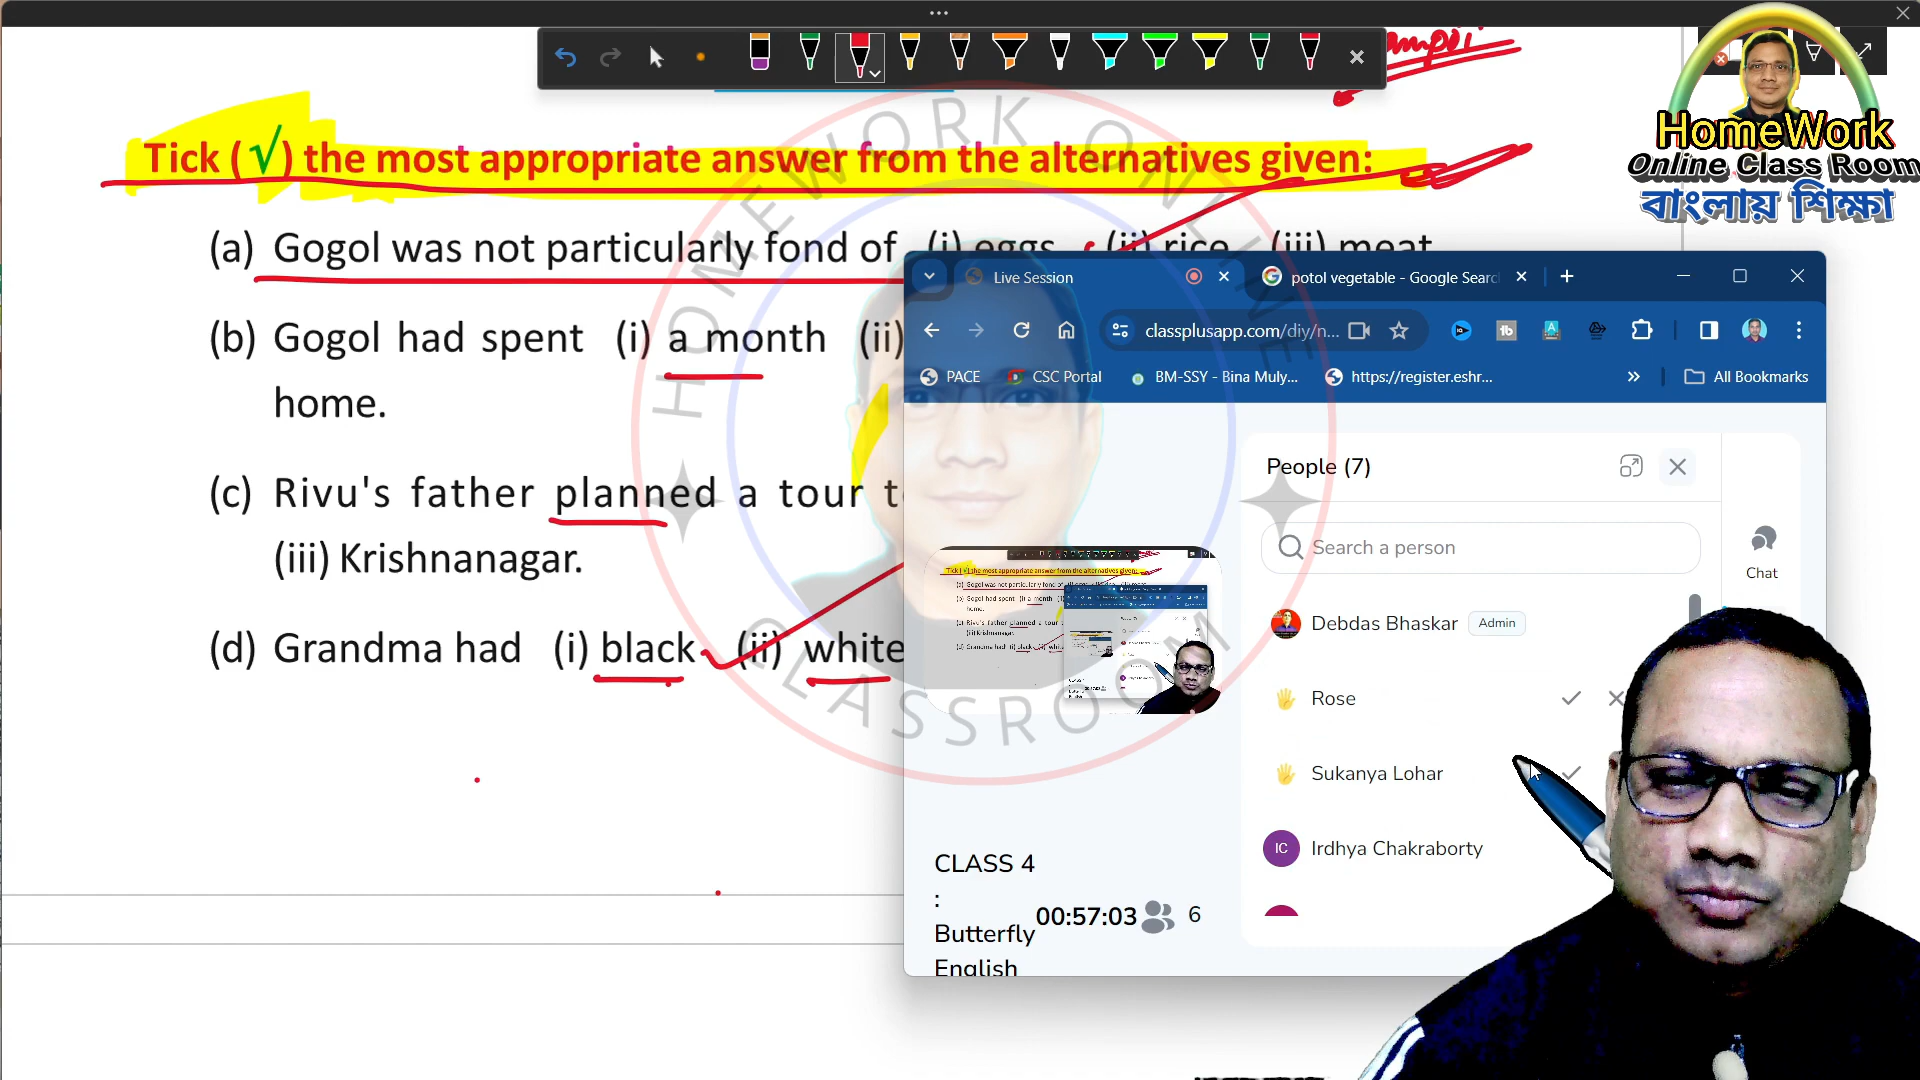 Tick (√) the most appropriate answer from the alternatives given:
(a) Gogol was not particularly fond of (i) eggs (ii) rice (iii) meat
(b) Gogol had spent (i) a month (ii)
home.
(c) Rivu's father planned a tour
(iii) Krishnanagar.
(d) Grandma had (i) black (ii) white
HOMEWORK ONLINE
CLASSROOM
HomeWork
Online Class Room
বাংলায় শিক্ষা
Live Session
potol vegetable - Google Searc
classplusapp.com/diy/n...
PACE
CSC Portal
BM-SSY - Bina Muly...
https://register.eshr...
All Bookmarks
People (7)
Search a person
Chat
Debdas Bhaskar Admin
Rose
Sukanya Lohar
IC Irdhya Chakraborty
CLASS 4
:
Butterfly
English
00:57:03
6